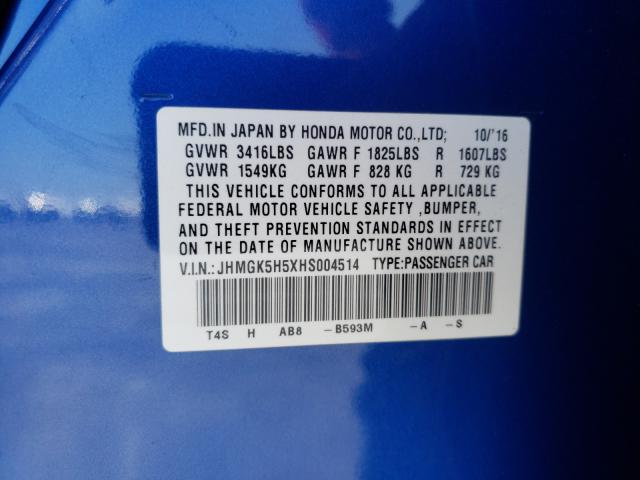 MFD.IN JAPAN BY HONDA MOTOR CO.,LTD; 10/'16
GVWR 3416LBS GAWR F 1825LBS R 1607LBS
GVWR 1549KG GAWR F 828 KG R 729 KG
THIS VEHICLE CONFORMS TO ALL APPLICABLE
FEDERAL MOTOR VEHICLE SAFETY ,BUMPER,
AND THEFT PREVENTION STANDARDS IN EFFECT
ON THE DATE OF MANUFACTURE SHOWN ABOVE.
V.I.N.: JHMGK5H5XHS004514 TYPE:PASSENGER CAR
T4S H AB8 -B593M -A -S